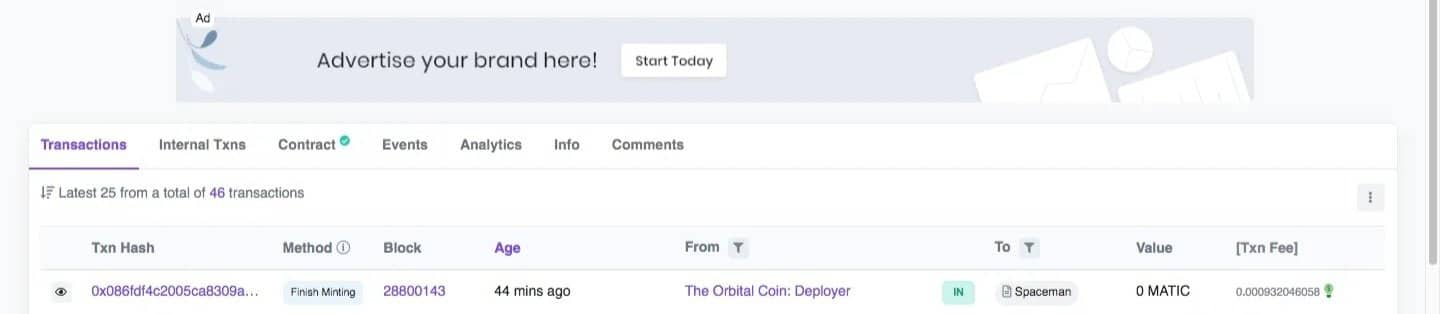 Ad
Advertise your brand here! Start Today
Transactions Internal Txns Contract Events Analytics Info Comments
Latest 25 from a total of 46 transactions
Txn Hash Method Block Age From To Value [Txn Fee]
0x086fdf4c2005ca8309a... Finish Minting 28800143 44 mins ago The Orbital Coin: Deployer IN Spaceman 0 MATIC 0.000932046058